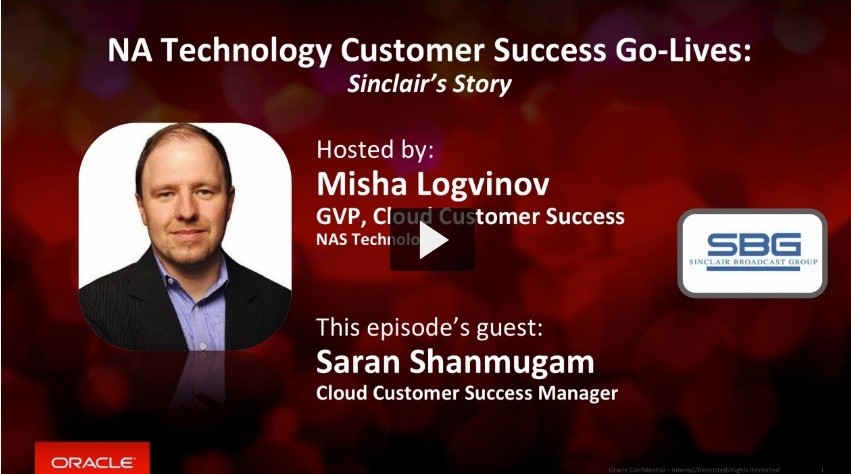 NA Technology Customer Success Go-Lives:
Sinclair's Story
Hosted by:
Misha Logvinov
GVP, Cloud Customer Success
NAS Technolo
SBG
SINCLAIR BROADCAST GROUP
This episode's guest:
Saran Shanmugam
Cloud Customer Success Manager
ORACLE
Oracle Confidential – Internal/Restricted/Highly Restricted
1